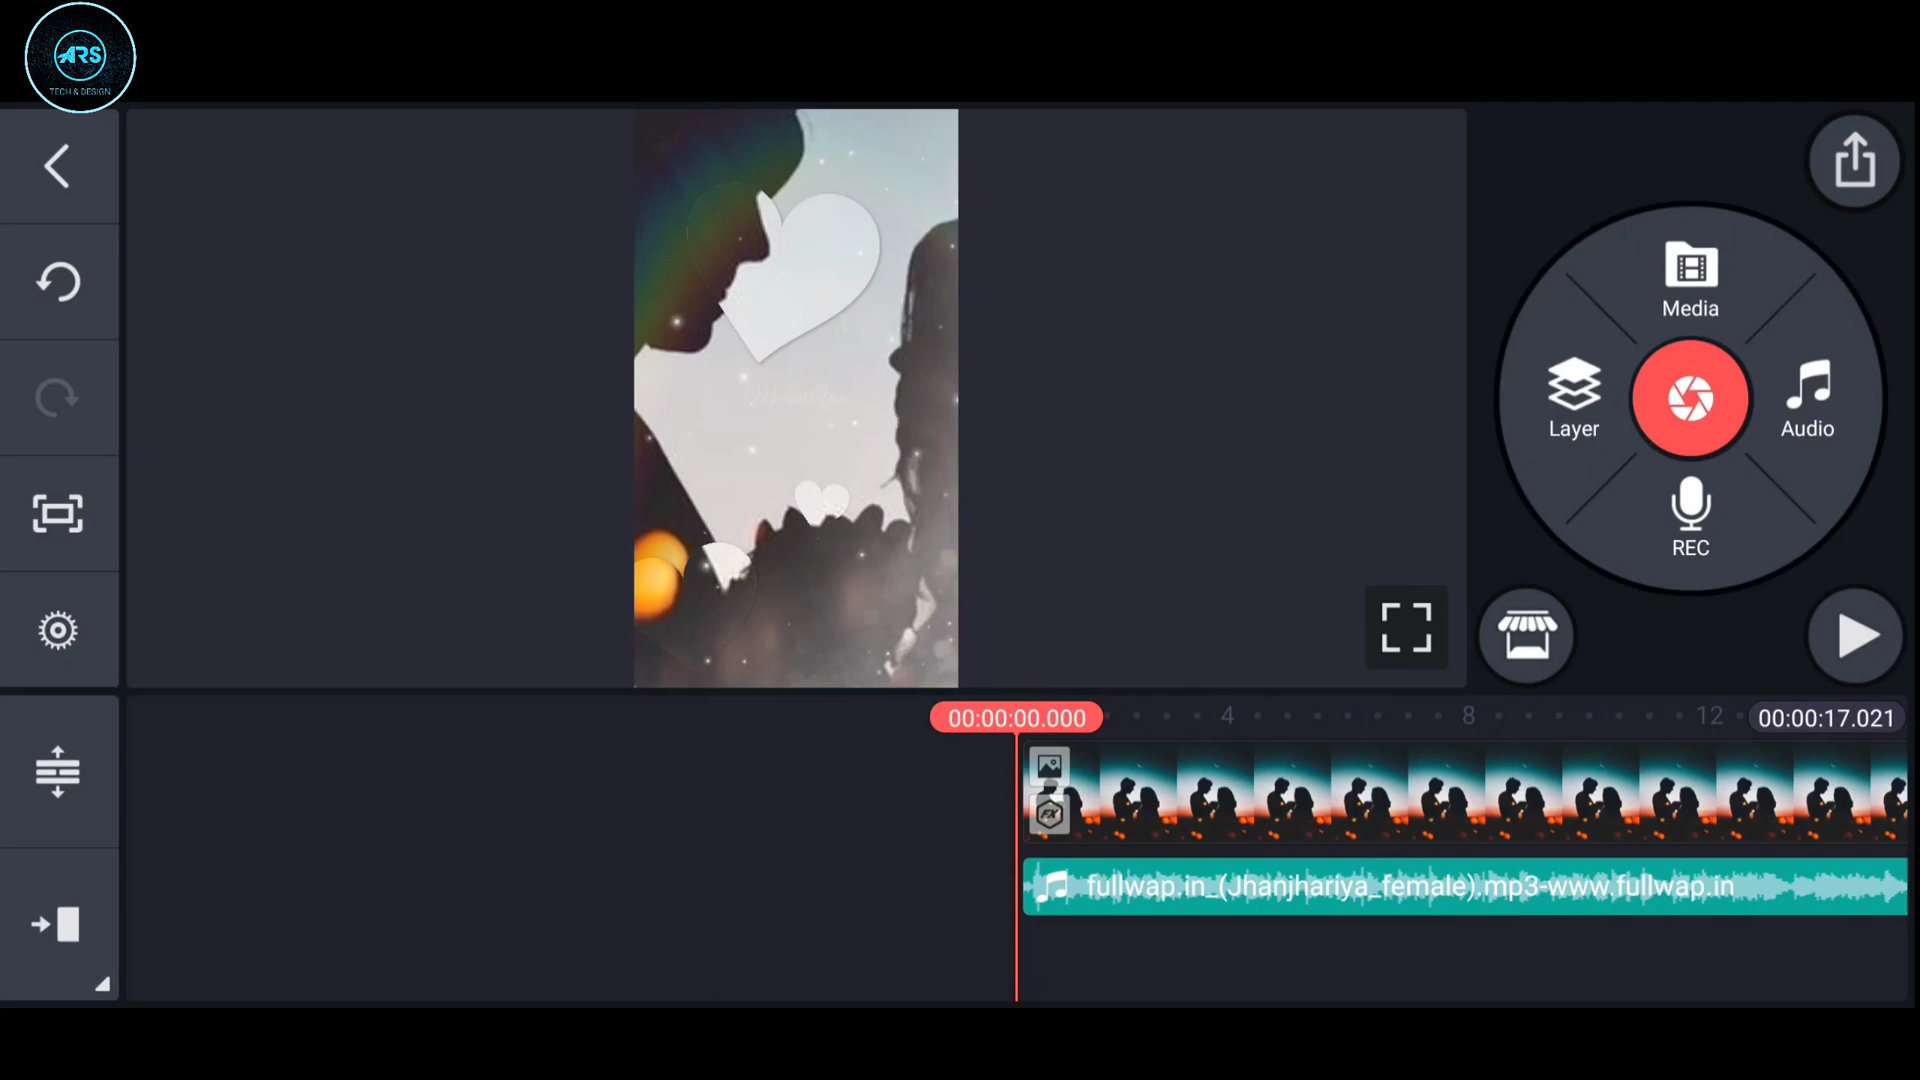 ARS
TECH & DESIGN
Media
Layer
Audio
REC
00:00:00.000
4
8
12
00:00:17.021
FX
fullwap.in_(Jhanjhariya_female).mp3-www.fullwap.in